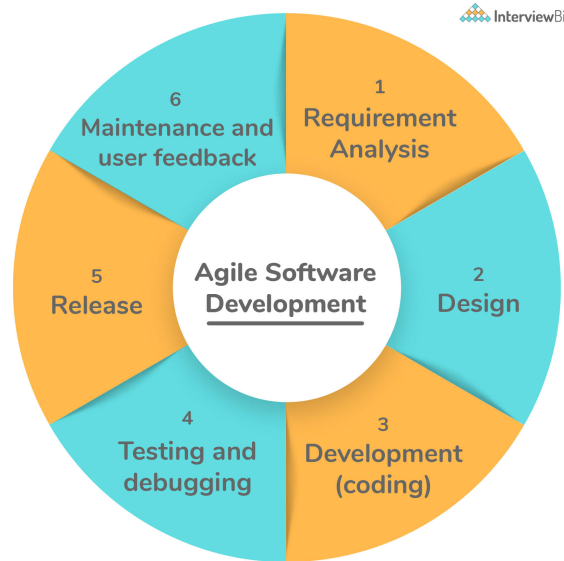 InterviewBi
1
Requirement
Analysis
2
Design
3
Development
(coding)
4
Testing and
debugging
5
Release
6
Maintenance and
user feedback
Agile Software
Development